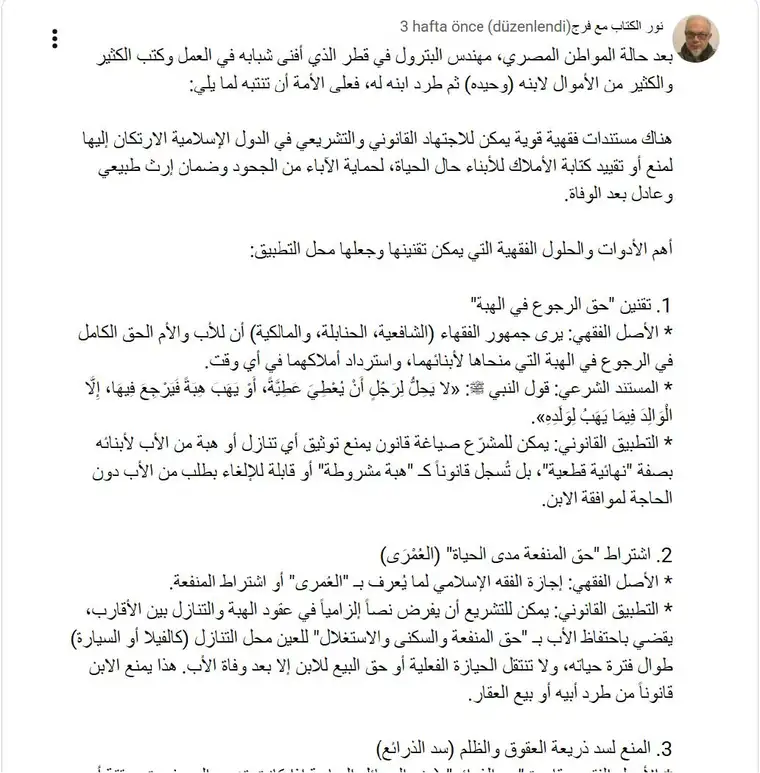 نور الكتاب مع فرج(düzenlendi) 3 hafta önce
بعد حالة المواطن المصري، مهندس البترول في قطر الذي أفنى شبابه في العمل وكتب الكثير
والكثير من الأموال لابنه (وحيده) ثم طرد ابنه له، فعلى الأمة أن تنتبه لما يلي:
هناك مستندات فقهية قوية يمكن للاجتهاد القانوني والتشريعي في الدول الإسلامية الارتكان إليها
لمنع أو تقييد كتابة الأملاك للأبناء حال الحياة، لحماية الآباء من الجحود وضمان إرث طبيعي
وعادل بعد الوفاة.
أهم الأدوات والحلول الفقهية التي يمكن تقنينها وجعلها محل التطبيق:
1. تقنين "حق الرجوع في الهبة"
* الأصل الفقهي: يرى جمهور الفقهاء (الشافعية، الحنابلة، والمالكية) أن للأب والأم الحق الكامل
في الرجوع في الهبة التي منحاها لأبنائهما، واسترداد أملاكهما في أي وقت.
* المستند الشرعي: قول النبي ﷺ: «لا يَحِلُّ لِرَجُلٍ أَنْ يُعْطِيَ عَطِيَّةً، أَوْ يَهَبَ هِبَةً فَيَرْجِعَ فِيهَا، إِلَّا
الْوَالِدَ فِيمَا يَهَبُ لِوَلَدِهِ».
* التطبيق القانوني: يمكن للمشرّع صياغة قانون يمنع توثيق أي تنازل أو هبة من الأب لأبنائه
بصفة "نهائية قطعية"، بل تُسجل قانوناً كـ "هبة مشروطة" أو قابلة للإلغاء بطلب من الأب دون
الحاجة لموافقة الابن.
2. اشتراط "حق المنفعة مدى الحياة" (العُمْرَى)
* الأصل الفقهي: إجازة الفقه الإسلامي لما يُعرف بـ "العُمرى" أو اشتراط المنفعة.
* التطبيق القانوني: يمكن للتشريع أن يفرض نصاً إلزامياً في عقود الهبة والتنازل بين الأقارب،
يقضي باحتفاظ الأب بـ "حق المنفعة والسكنى والاستغلال" للعين محل التنازل (كالفيلا أو السيارة)
طوال فترة حياته، ولا تنتقل الحيازة الفعلية أو حق البيع للابن إلا بعد وفاة الأب. هذا يمنع الابن
قانوناً من طرد أبيه أو بيع العقار.
3. المنع لسد ذريعة العقوق والظلم (سد الذرائع)